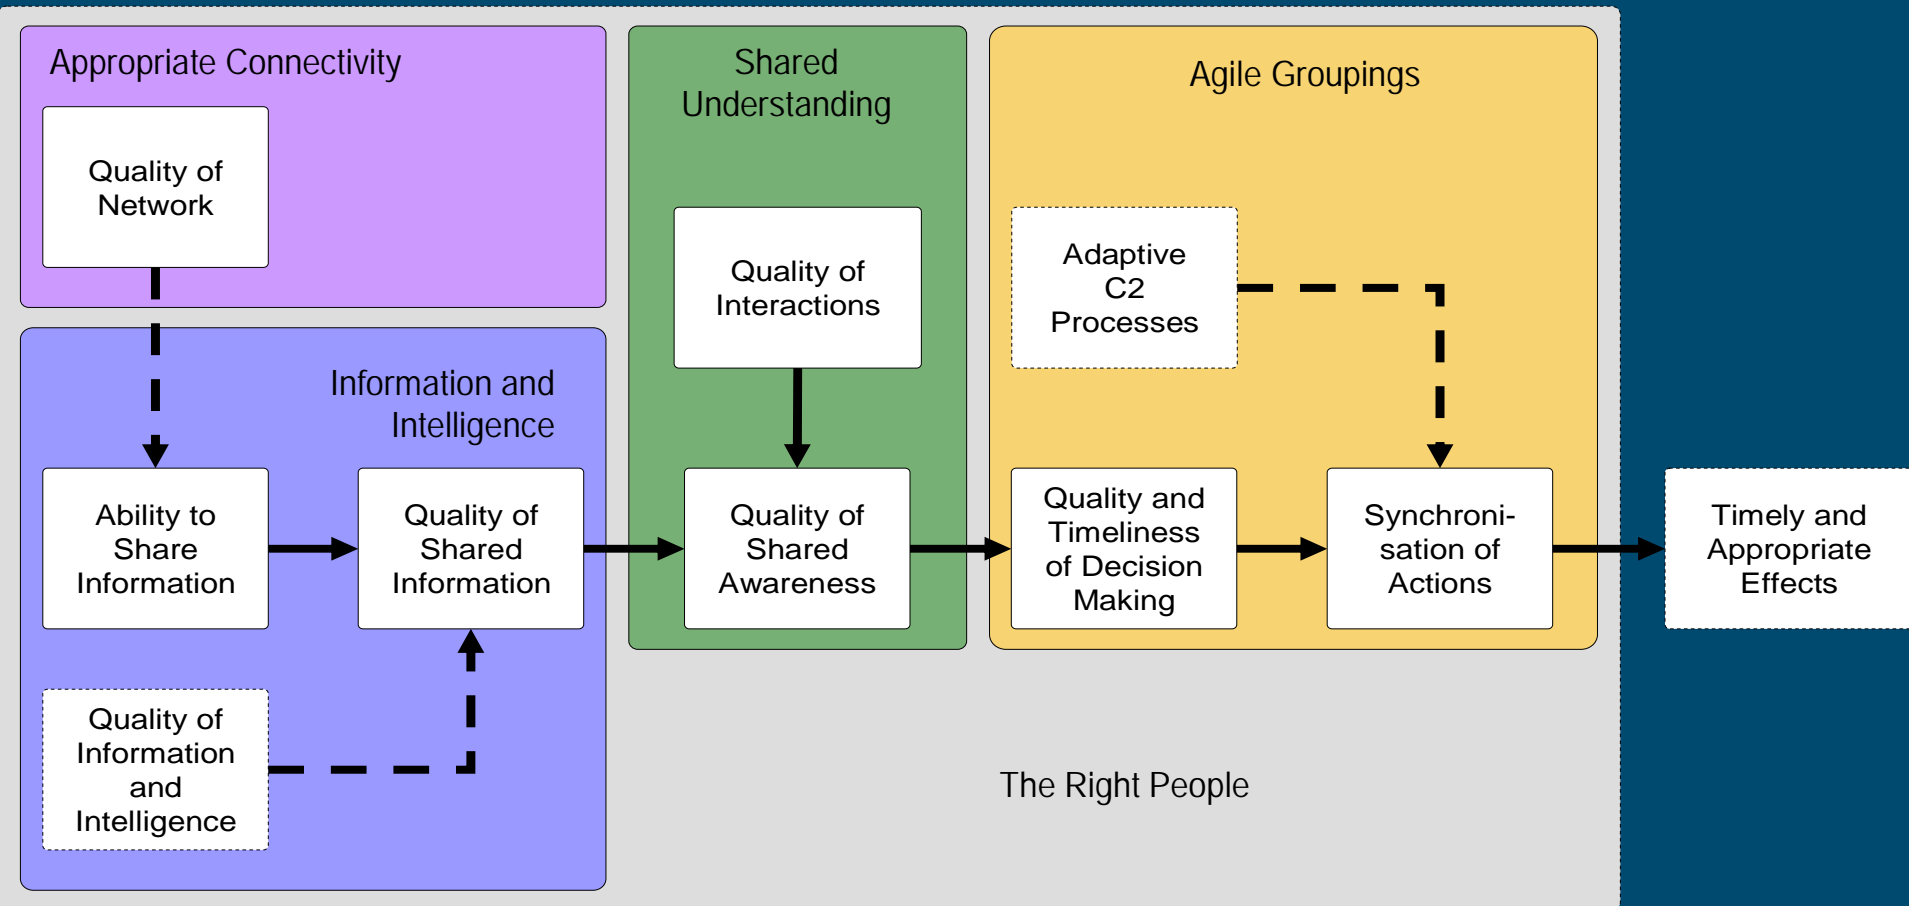 Appropriate Connectivity
Quality of
Network
Information and
Intelligence
Ability to
Share
Information
Quality of
Shared
Information
Quality of
Information
and
Intelligence
Shared
Understanding
Quality of
Interactions
Quality of
Shared
Awareness
Agile Groupings
Adaptive
C2
Processes
Quality and
Timeliness
of Decision
Making
Synchroni-
sation of
Actions
Timely and
Appropriate
Effects
The Right People